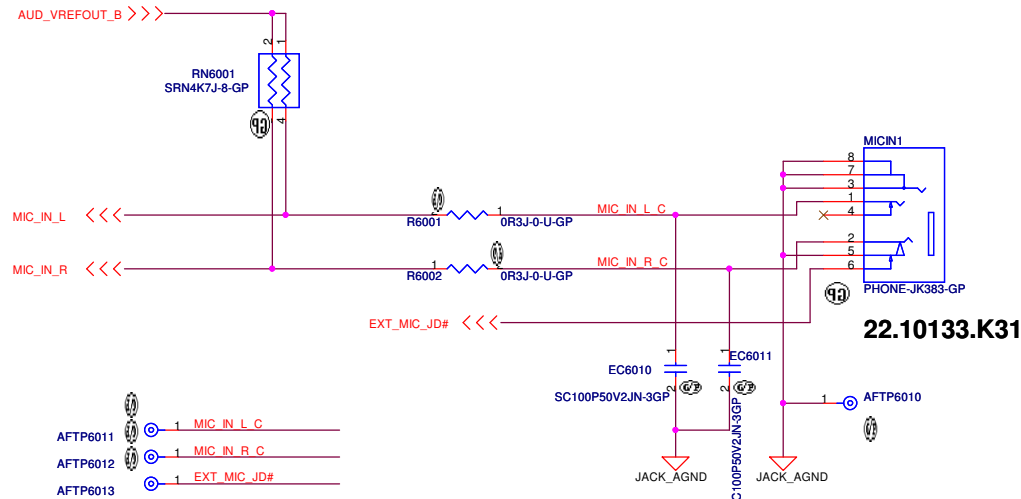 AUD_VREFOUT_B
2
1
RN6001
SRN4K7J-8-GP
4
MICIN1
8
7
3
1
4
2
5
6
MIC_IN_L
R6001
1
0R3J-0-U-GP
MIC_IN_L_C
MIC_IN_R
1
R6002
0R3J-0-U-GP
MIC_IN_R_C
PHONE-JK383-GP
22.10133.K31
EXT_MIC_JD#
1
EC6010
2
SC100P50V2JN-3GP
1
EC6011
2
C100P50V2JN-3GP
1
AFTP6010
JACK_AGND
JACK_AGND
AFTP6011
1
MIC_IN_L_C
AFTP6012
1
MIC_IN_R_C
AFTP6013
1
EXT_MIC_JD#